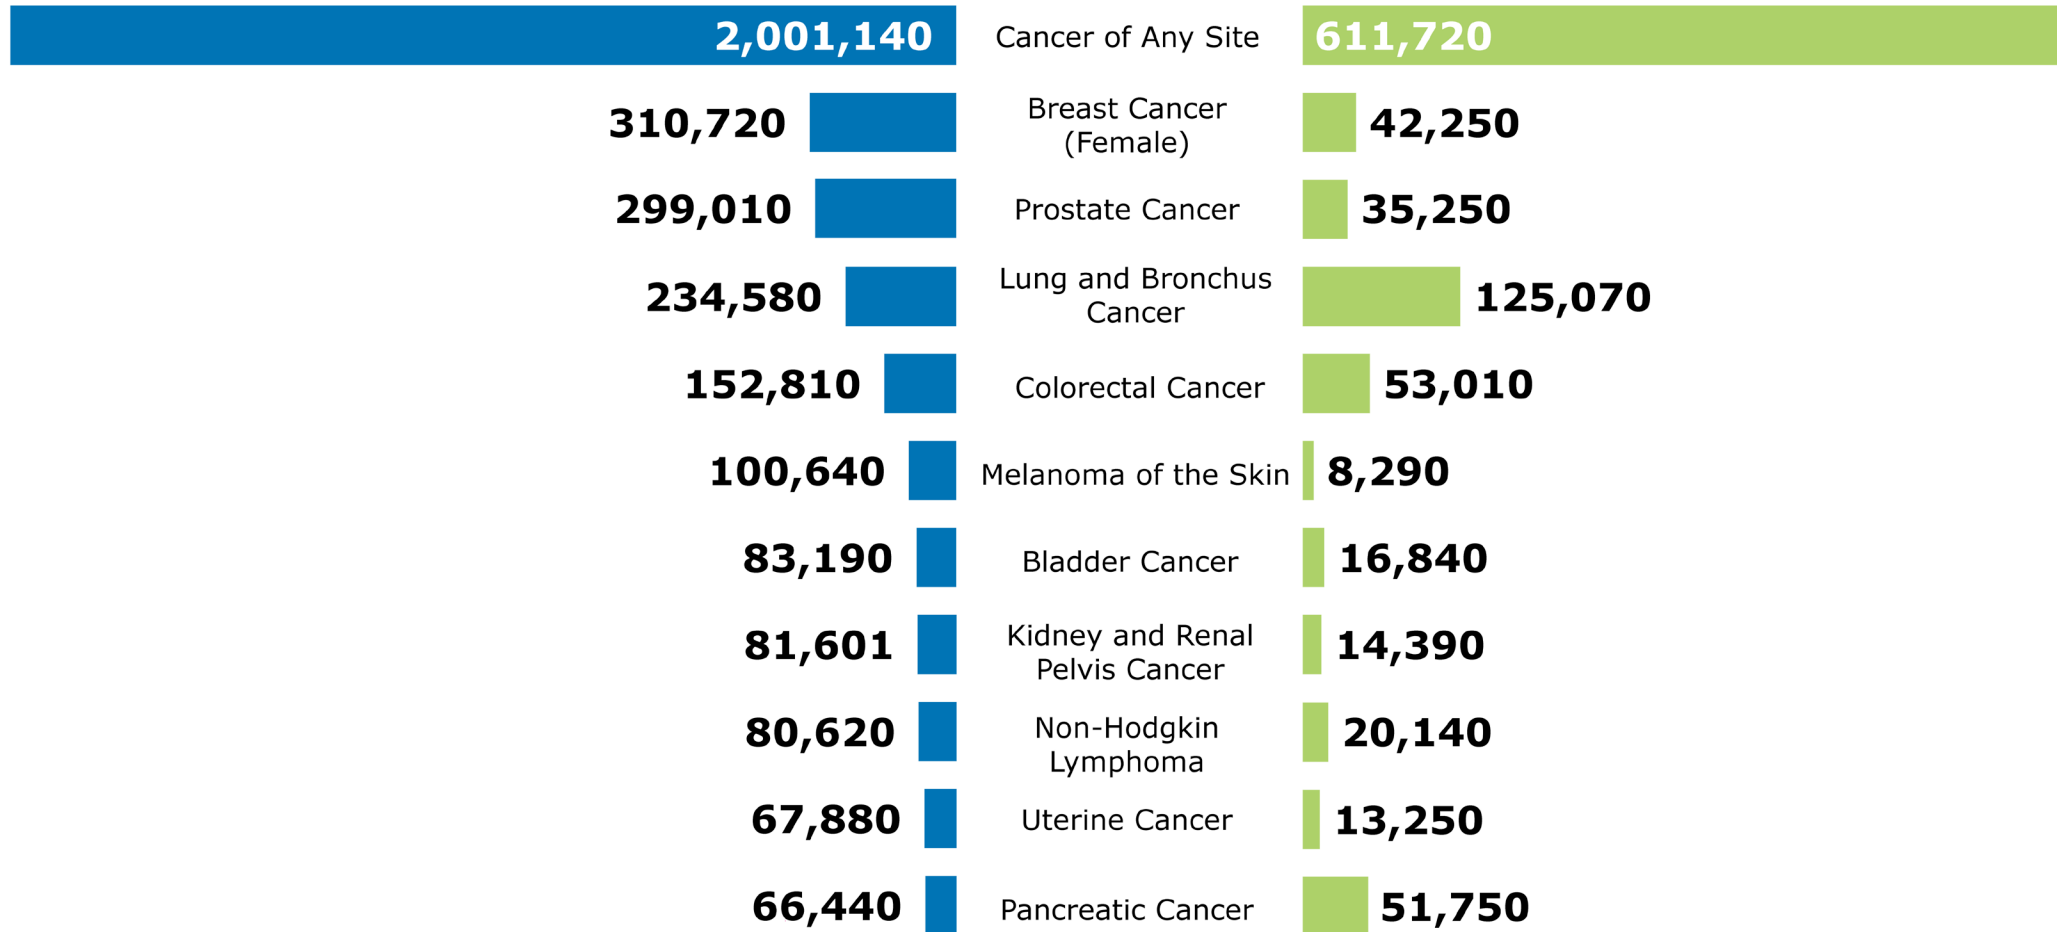 2,001,140 Cancer of Any Site 611,720
310,720 Breast Cancer 42,250
(Female)
299,010 Prostate Cancer 35,250
234,580 Lung and Bronchus 125,070
Cancer
152,810 Colorectal Cancer 53,010
100,640 Melanoma of the Skin 8,290
83,190 Bladder Cancer 16,840
81,601 Kidney and Renal 14,390
Pelvis Cancer
80,620 Non-Hodgkin 20,140
Lymphoma
67,880 Uterine Cancer 13,250
66,440 Pancreatic Cancer 51,750